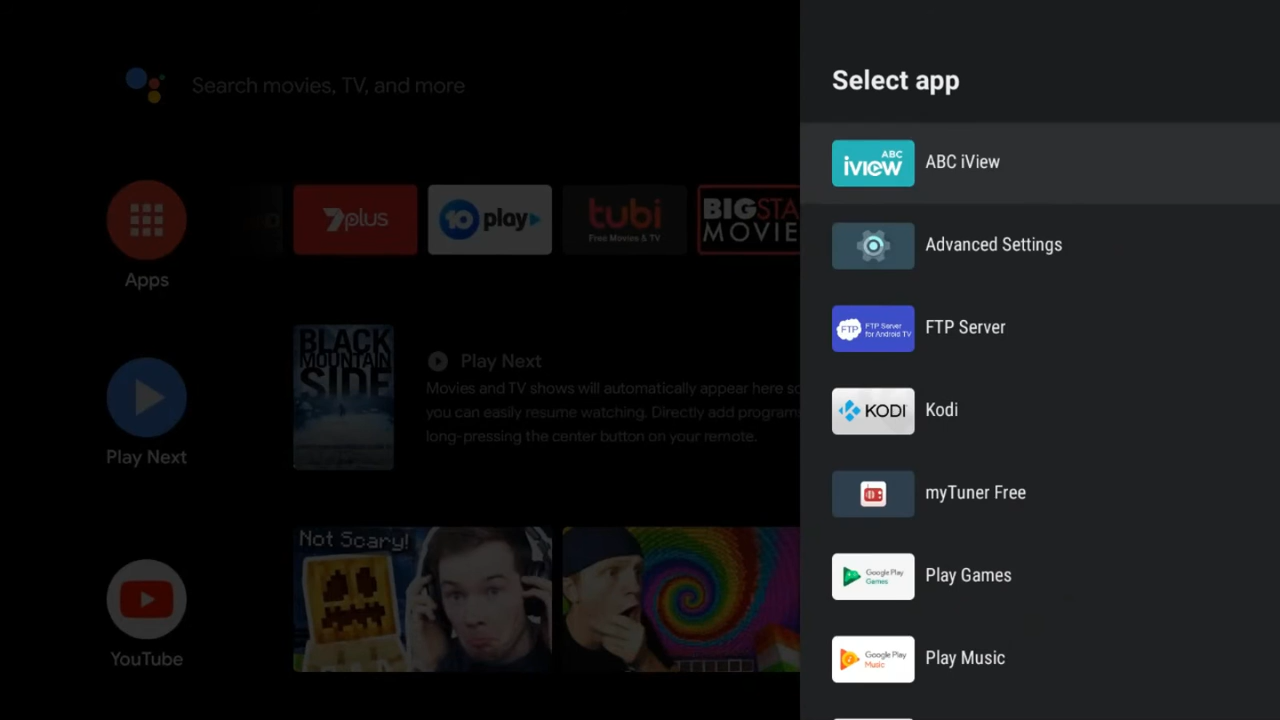 Search movies, TV, and more
Select app
ABC
iview
ABC iView
7plus
10 play
tubi
Free Movies & TV
BIGSTA
MOVIE
Apps
Advanced Settings
FTP
FTP Server
for Android TV
FTP Server
BLACK
MOUNTAIN
SIDE
Play Next
Movies and TV shows will automatically appear here so
you can easily resume watching. Directly add program
long-pressing the center button on your remote.
Play Next
KODI
Kodi
myTuner Free
Not Scary!
YouTube
Google Play
Games
Play Games
Google Play
Music
Play Music